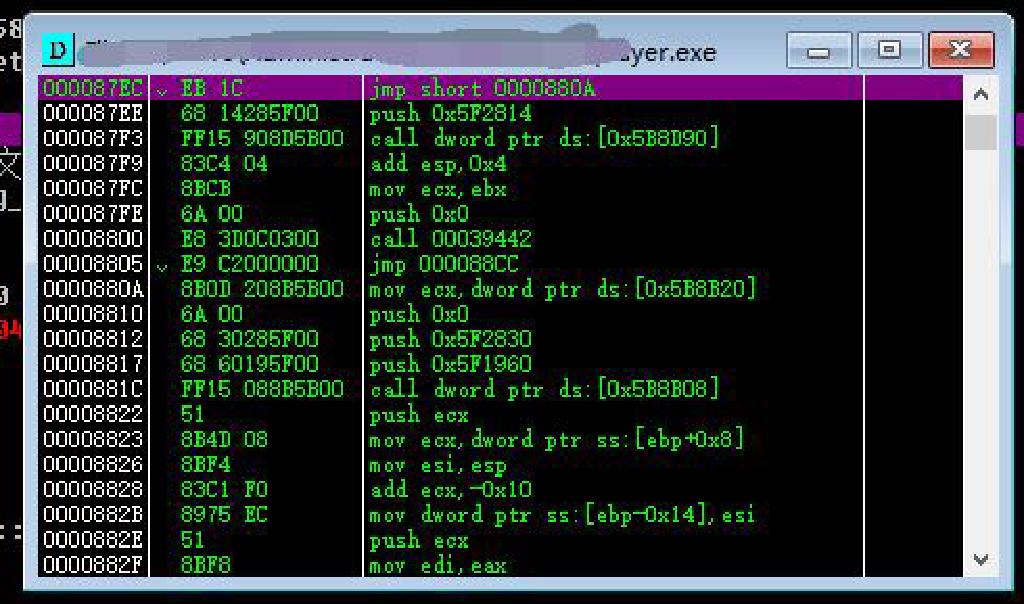 D yer.exe
000087EC EB 1C jmp short 0000880A
000087EE 68 14285F00 push 0x5F2814
000087F3 FF15 908D5B00 call dword ptr ds:[0x5B8D90]
000087F9 83C4 04 add esp,0x4
000087FC 8BCB mov ecx,ebx
000087FE 6A 00 push 0x0
00008800 E8 3D0C0300 call 00039442
00008805 E9 C2000000 jmp 000088CC
0000880A 8B0D 208B5B00 mov ecx,dword ptr ds:[0x5B8B20]
00008810 6A 00 push 0x0
00008812 68 30285F00 push 0x5F2830
00008817 68 60195F00 push 0x5F1960
0000881C FF15 088B5B00 call dword ptr ds:[0x5B8B08]
00008822 51 push ecx
00008823 8B4D 08 mov ecx,dword ptr ss:[ebp+0x8]
00008826 8BF4 mov esi,esp
00008828 83C1 F0 add ecx,-0x10
0000882B 8975 EC mov dword ptr ss:[ebp-0x14],esi
0000882E 51 push ecx
0000882F 8BF8 mov edi,eax